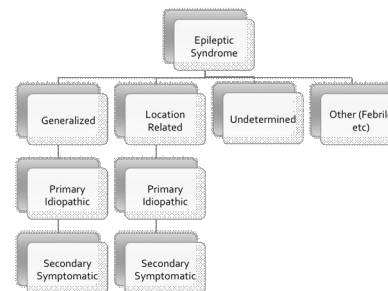 Epileptic
Syndrome
Generalized
Location
Related
Undetermined
Other (Febrile
etc)
Primary
Idiopathic
Primary
Idiopathic
Secondary
Symptomatic
Secondary
Symptomatic